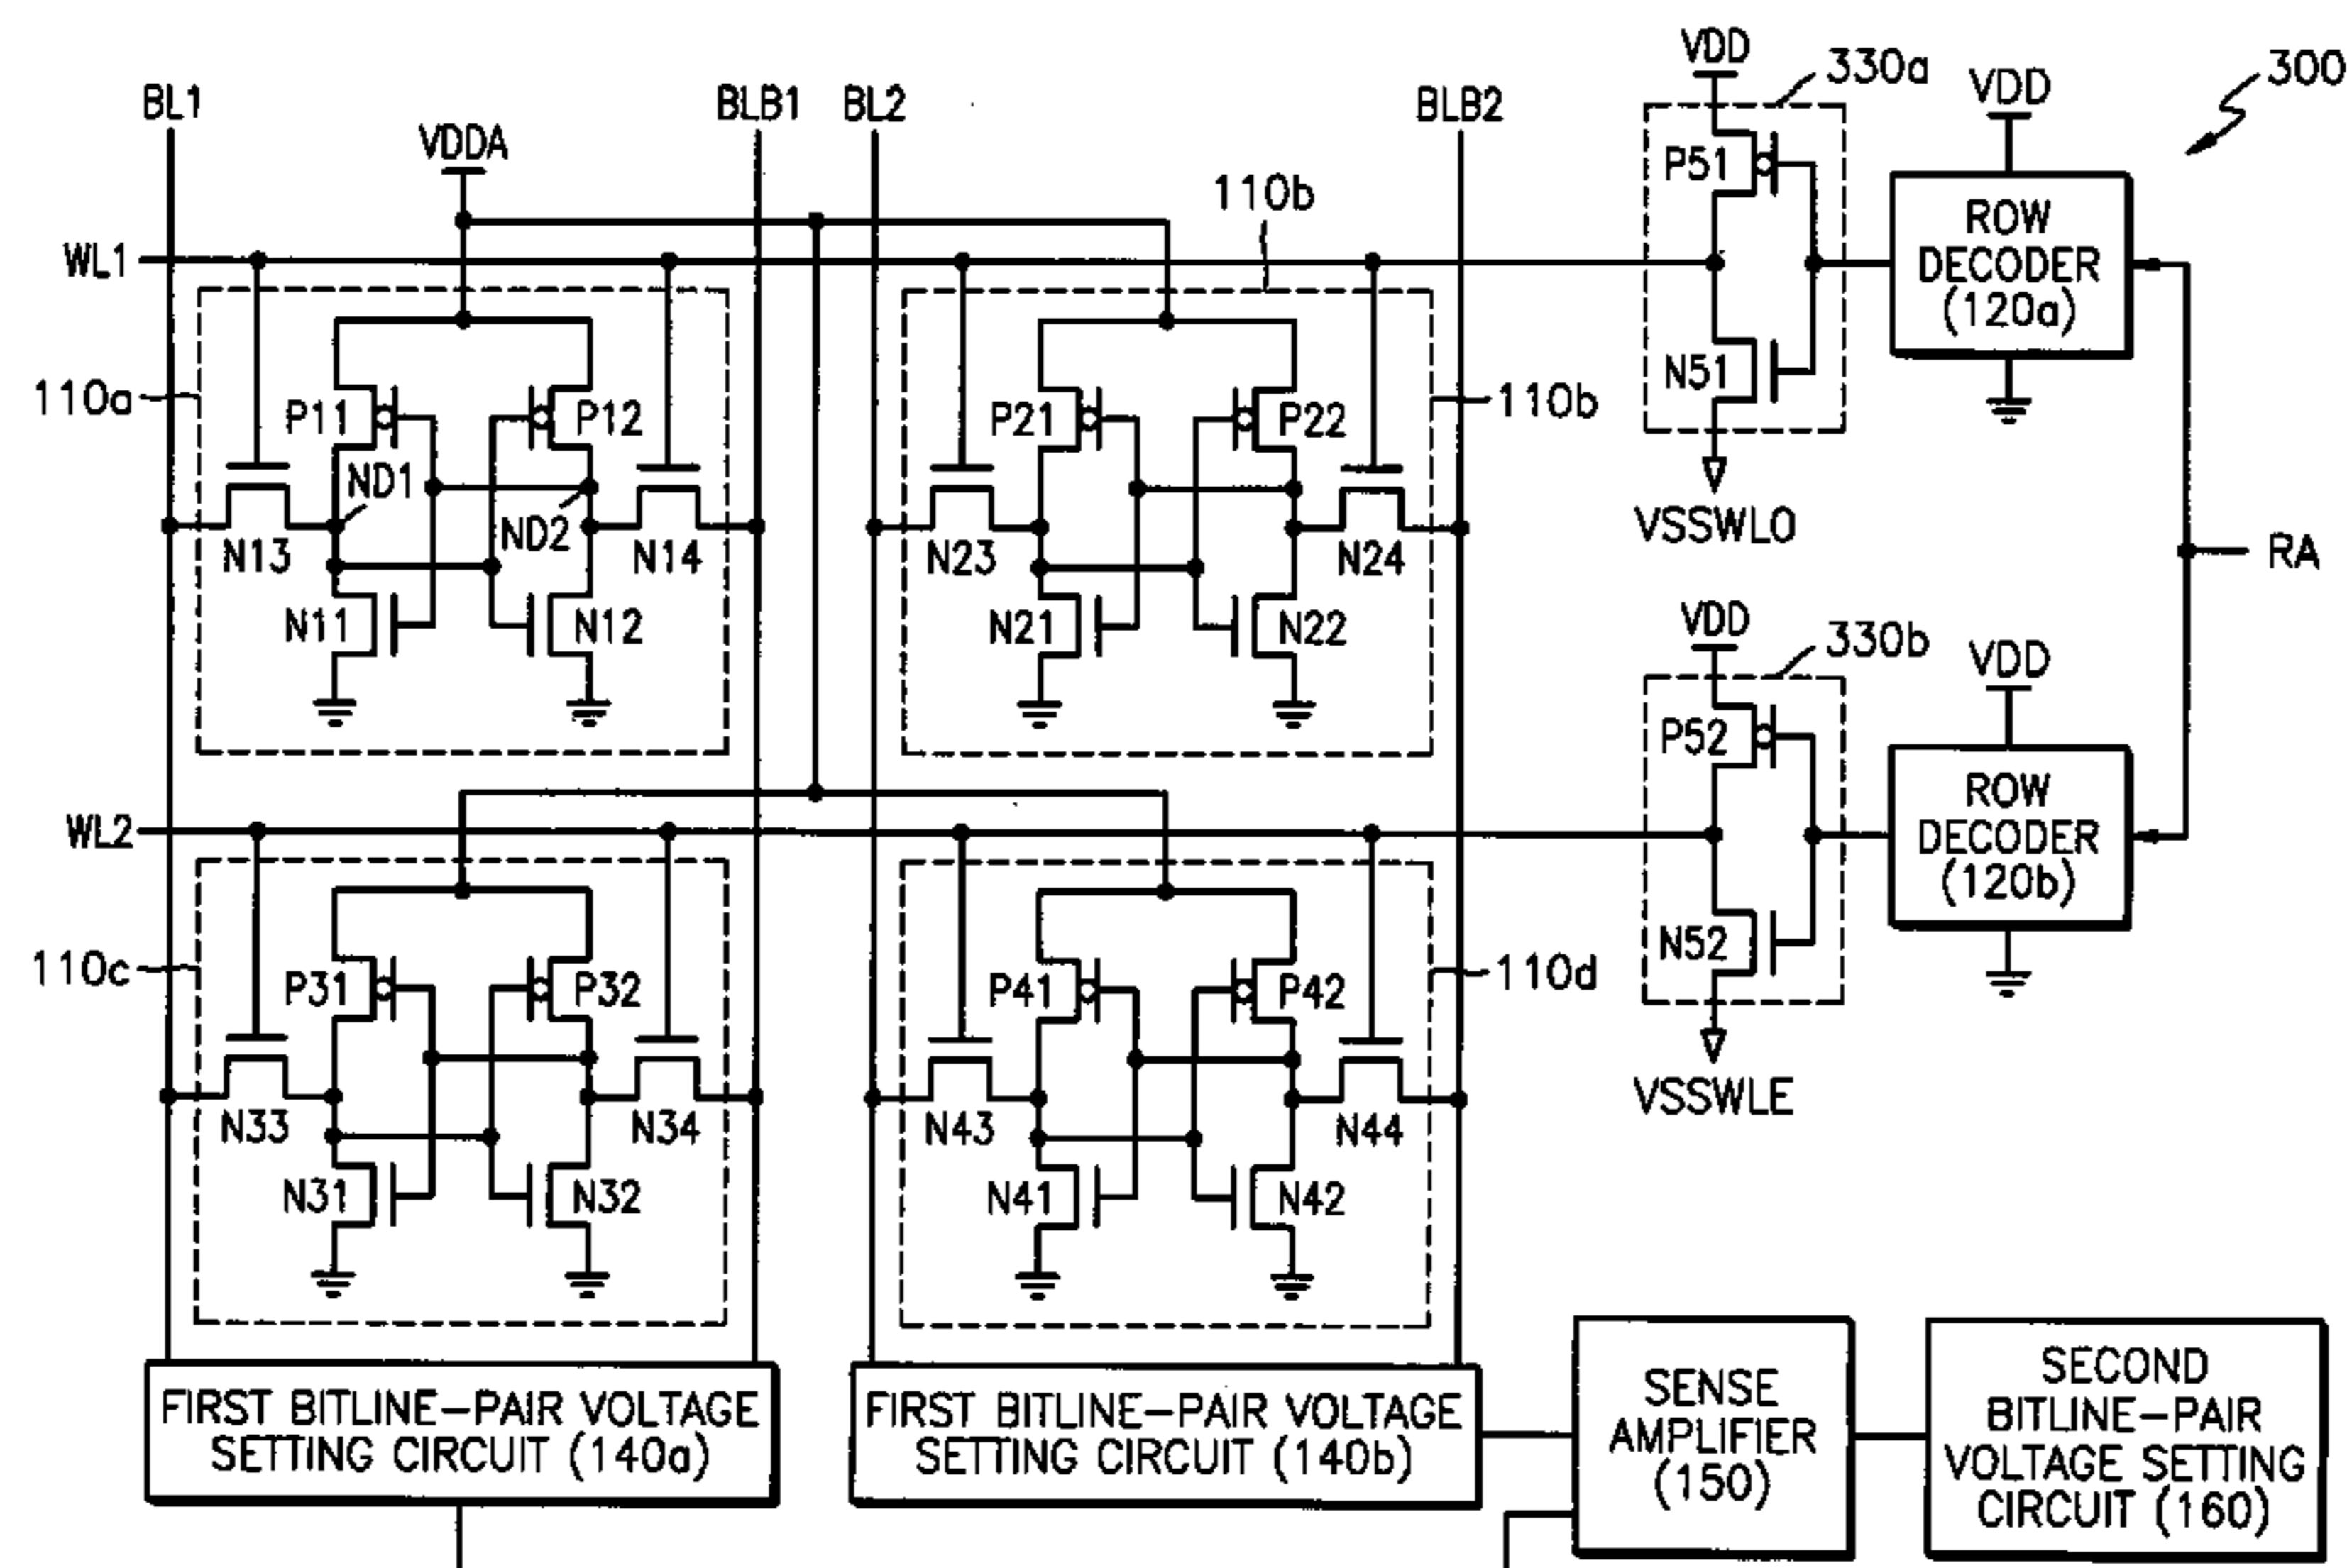 BL1
BLB1
BL2
BLB2
VDD
330a
VDD
300
VDDA
110b
P51
ROW
DECODER
(120a)
WL1
110a
P11
P12
P21
P22
110b
N51
ND1
ND2
VSSWLO
N13
N14
N23
N24
RA
N11
N12
N21
N22
VDD
330b
VDD
P52
ROW
DECODER
(120b)
WL2
110c
P31
P32
P41
P42
110d
N52
VSSWLE
N33
N34
N43
N44
N31
N32
N41
N42
FIRST BITLINE-PAIR VOLTAGE
SETTING CIRCUIT (140a)
FIRST BITLINE-PAIR VOLTAGE
SETTING CIRCUIT (140b)
SENSE
AMPLIFIER
(150)
SECOND
BITLINE-PAIR
VOLTAGE SETTING
CIRCUIT (160)